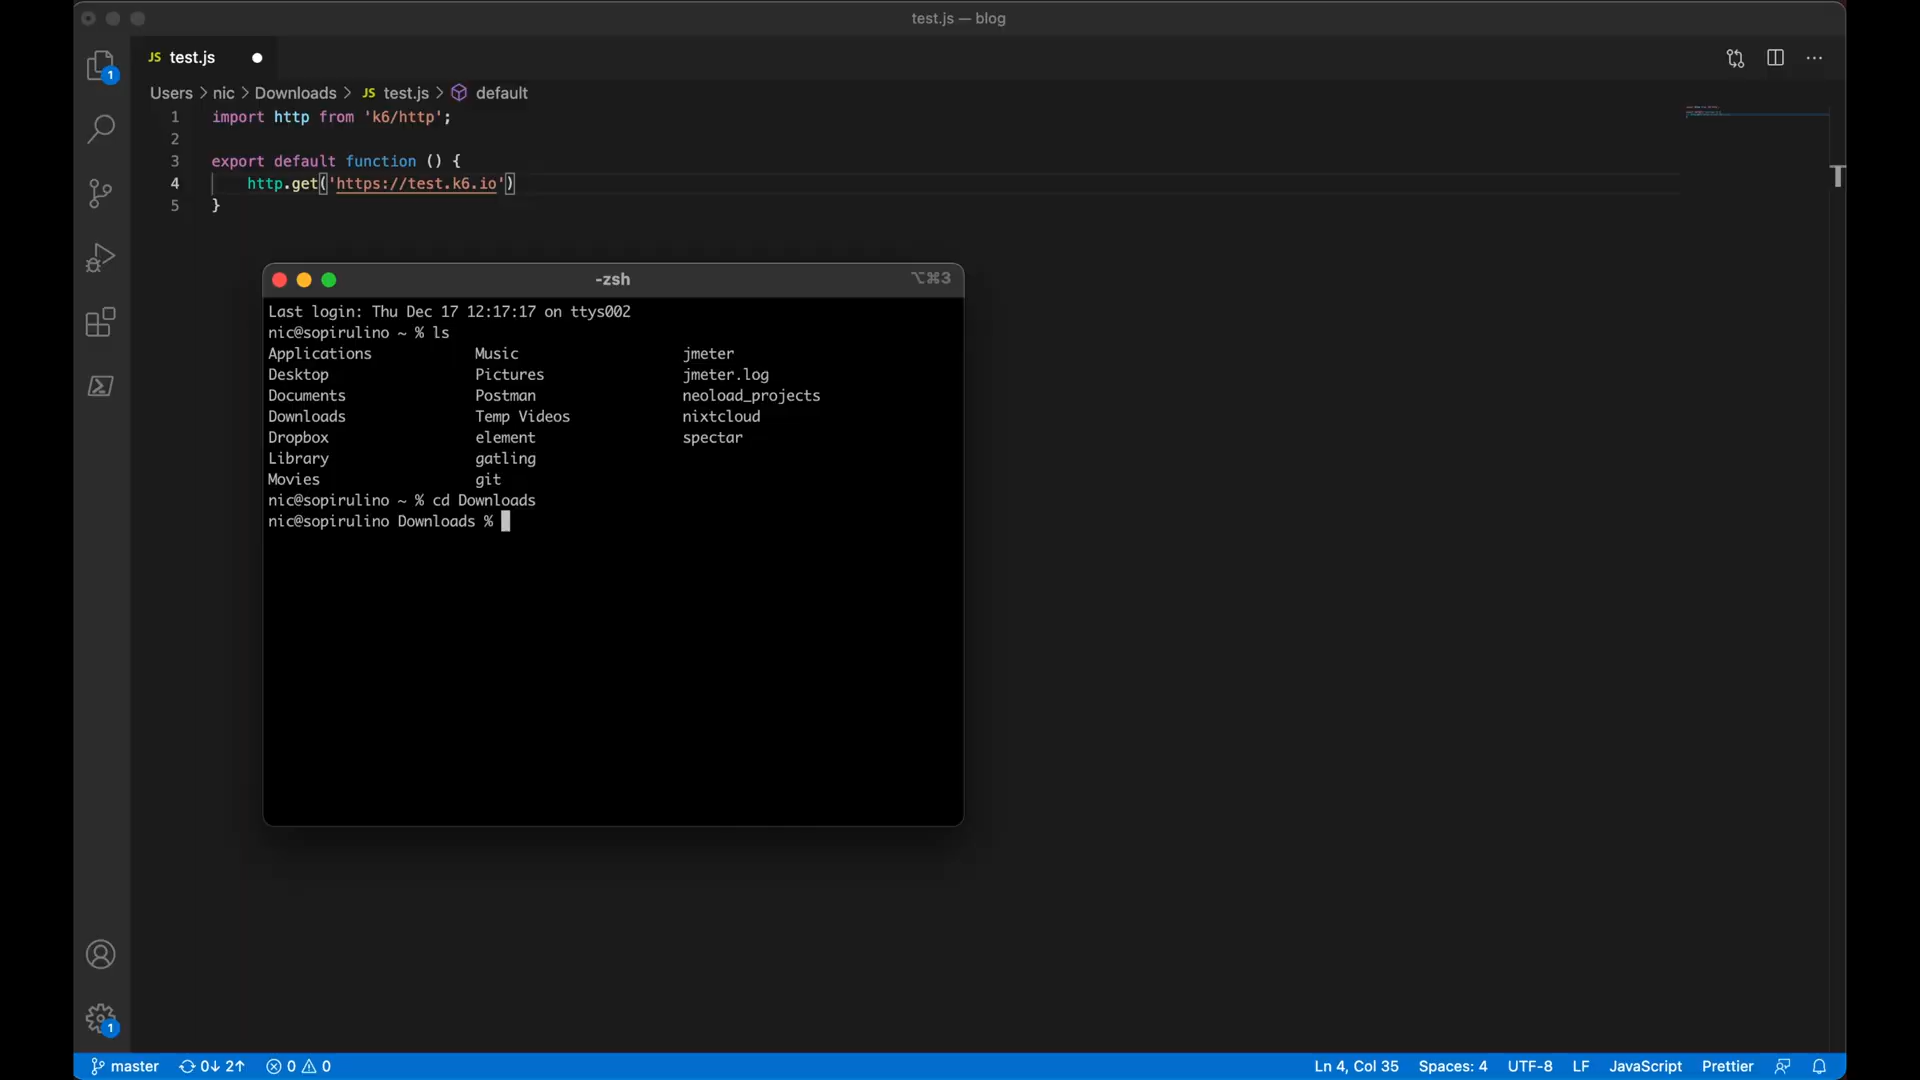 test.js — blog
JS test.js
Users > nic > Downloads > JS test.js > default
1 import http from 'k6/http';
2
3 export default function () {
4 http.get('https://test.k6.io')
5 }
-zsh ⌥⌘3
Last login: Thu Dec 17 12:17:17 on ttys002
nic@sopirulino ~ % ls
Applications Music jmeter
Desktop Pictures jmeter.log
Documents Postman neoload_projects
Downloads Temp Videos nixtcloud
Dropbox element spectar
Library gatling
Movies git
nic@sopirulino ~ % cd Downloads
nic@sopirulino Downloads %
1
1
T
master 0↓ 2↑ 0 0 Ln 4, Col 35 Spaces: 4 UTF-8 LF JavaScript Prettier